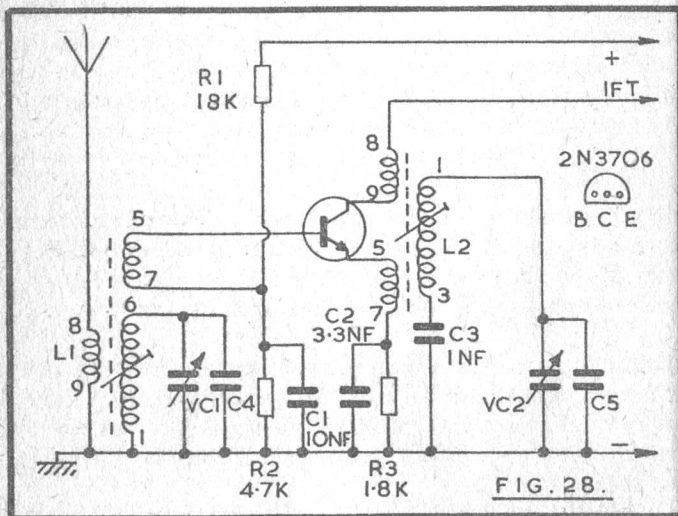 R1
18K
+
IFT
8
9
1
2N3706
B C E
5
7
5
7
L2
3
6
8
L1
9
1
VC1
C4
C2
3·3NF
C3
1NF
C1
10NF
VC2
C5
R2
4·7K
R3
1·8K
−
FIG. 28.